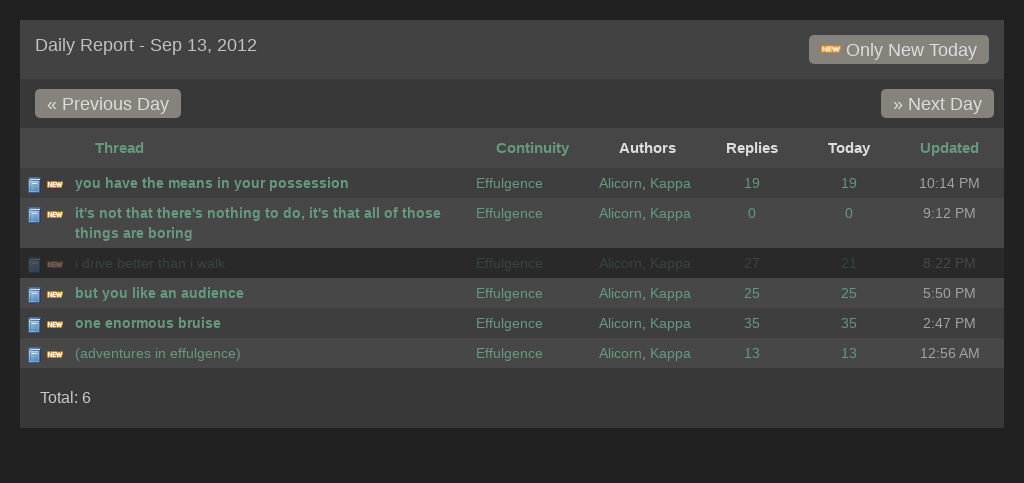 Daily Report - Sep 13, 2012
NEW Only New Today
« Previous Day
» Next Day
Thread Continuity Authors Replies Today Updated
NEW you have the means in your possession Effulgence Alicorn, Kappa 19 19 10:14 PM
NEW it's not that there's nothing to do, it's that all of those Effulgence Alicorn, Kappa 0 0 9:12 PM
things are boring
NEW i drive better than i walk Effulgence Alicorn, Kappa 27 21 8:22 PM
NEW but you like an audience Effulgence Alicorn, Kappa 25 25 5:50 PM
NEW one enormous bruise Effulgence Alicorn, Kappa 35 35 2:47 PM
NEW (adventures in effulgence) Effulgence Alicorn, Kappa 13 13 12:56 AM
Total: 6